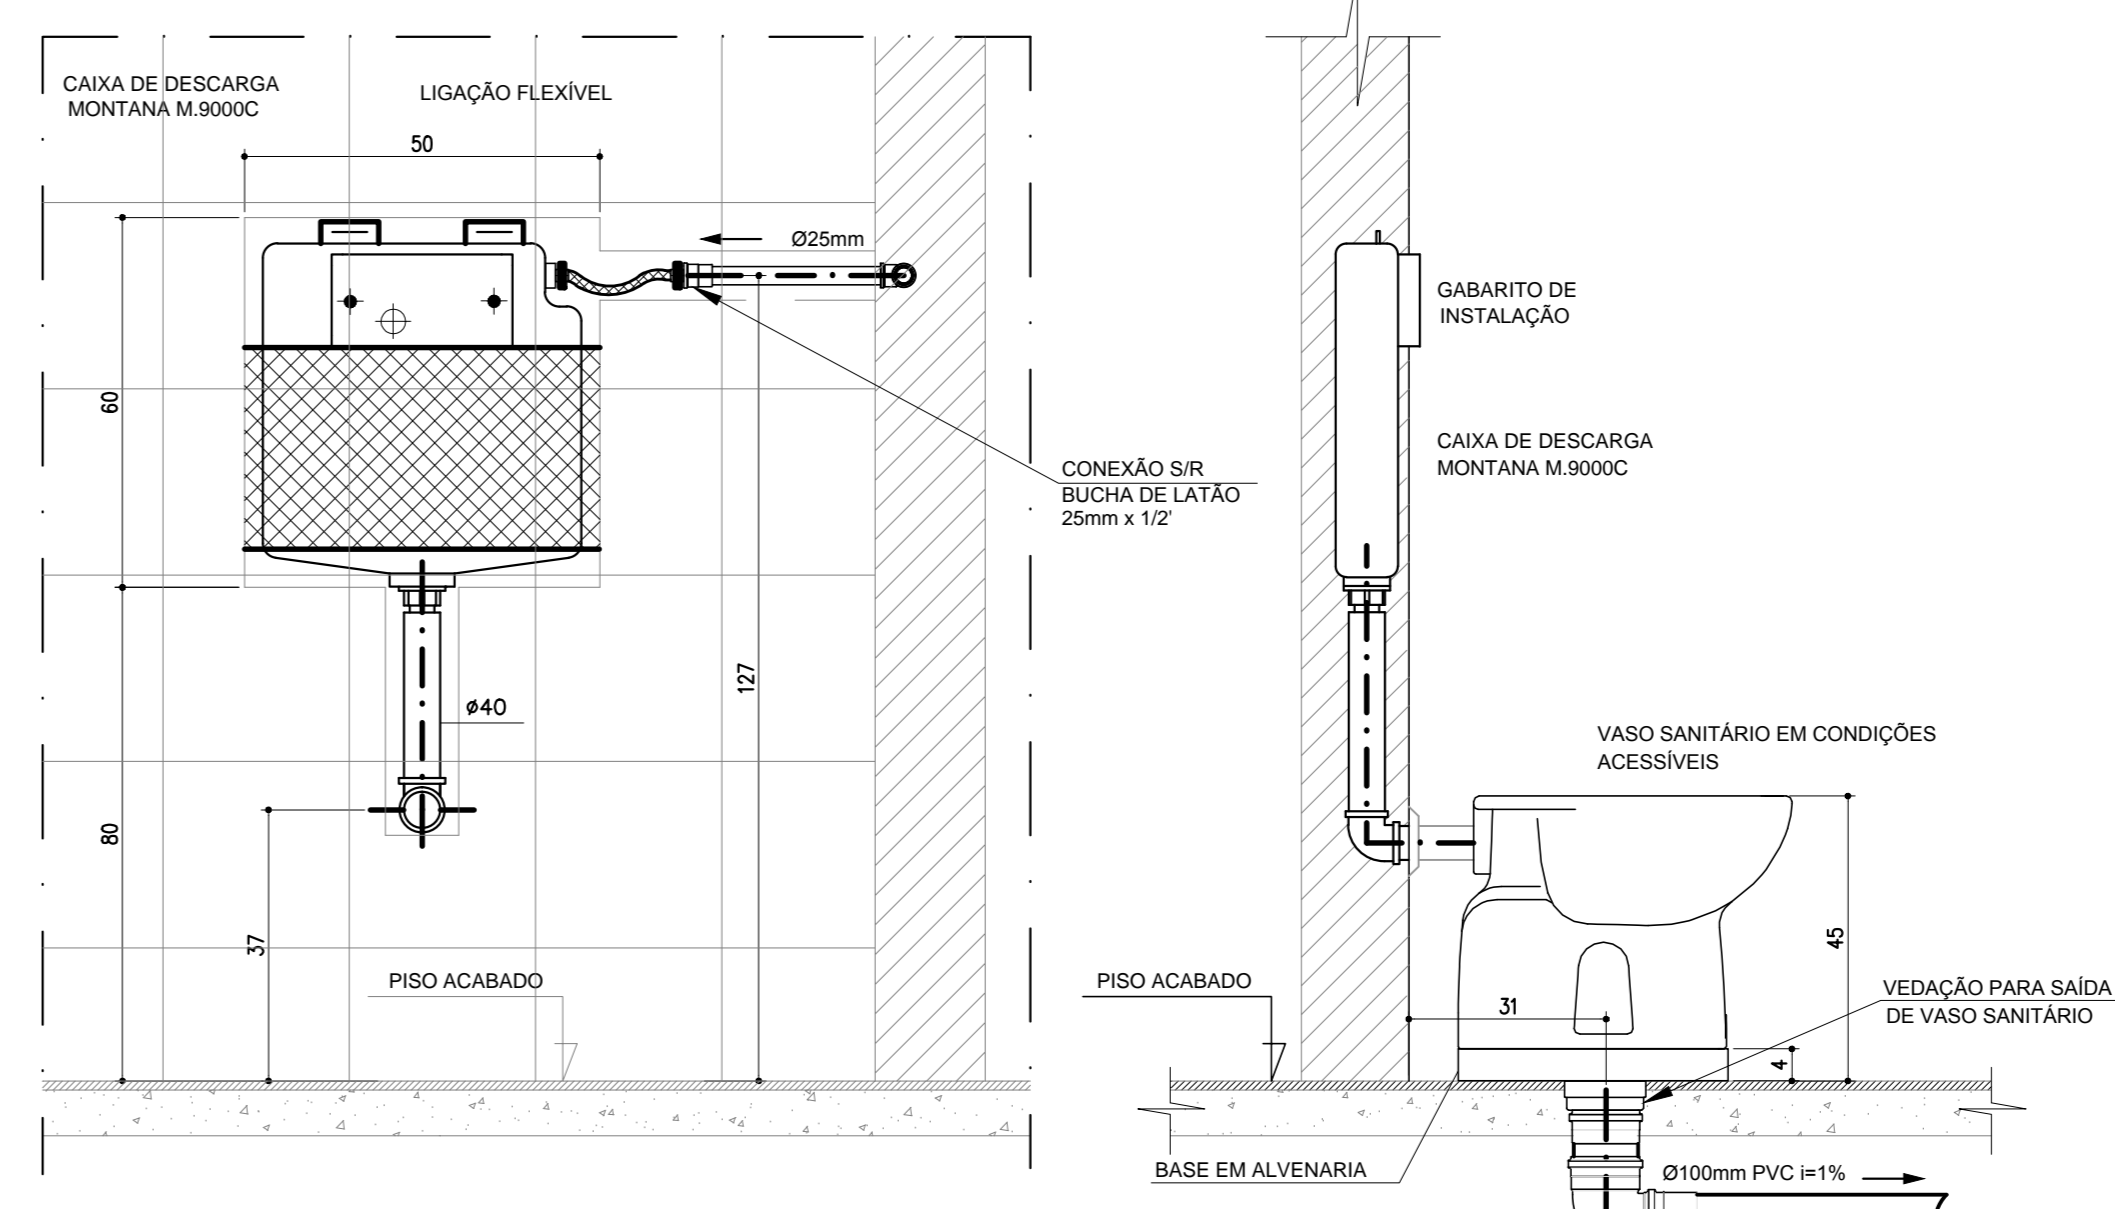 CAIXA DE DESCARGA
MONTANA M.9000C
LIGAÇÃO FLEXÍVEL
50
Ø25mm
60
80
37
127
ø40
CONEXÃO S/R
BUCHA DE LATÃO
25mm x 1/2'
PISO ACABADO
GABARITO DE
INSTALAÇÃO
CAIXA DE DESCARGA
MONTANA M.9000C
VASO SANITÁRIO EM CONDIÇÕES
ACESSÍVEIS
45
PISO ACABADO
31
4
VEDAÇÃO PARA SAÍDA
DE VASO SANITÁRIO
BASE EM ALVENARIA
Ø100mm PVC i=1%